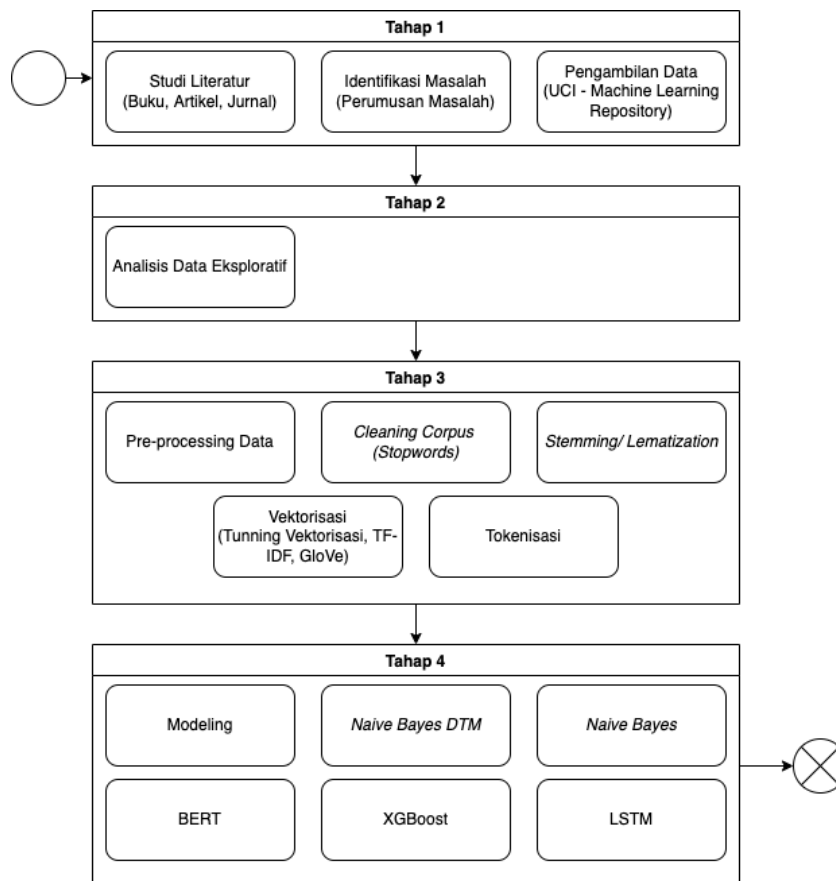 Tahap 1
Studi Literatur
(Buku, Artikel, Jurnal)
Identifikasi Masalah
(Perumusan Masalah)
Pengambilan Data
(UCI - Machine Learning
Repository)
Tahap 2
Analisis Data Eksploratif
Tahap 3
Pre-processing Data
Cleaning Corpus
(Stopwords)
Stemming/ Lematization
Vektorisasi
(Tunning Vektorisasi, TF-
IDF, GloVe)
Tokenisasi
Tahap 4
Modeling
Naive Bayes DTM
Naive Bayes
BERT
XGBoost
LSTM